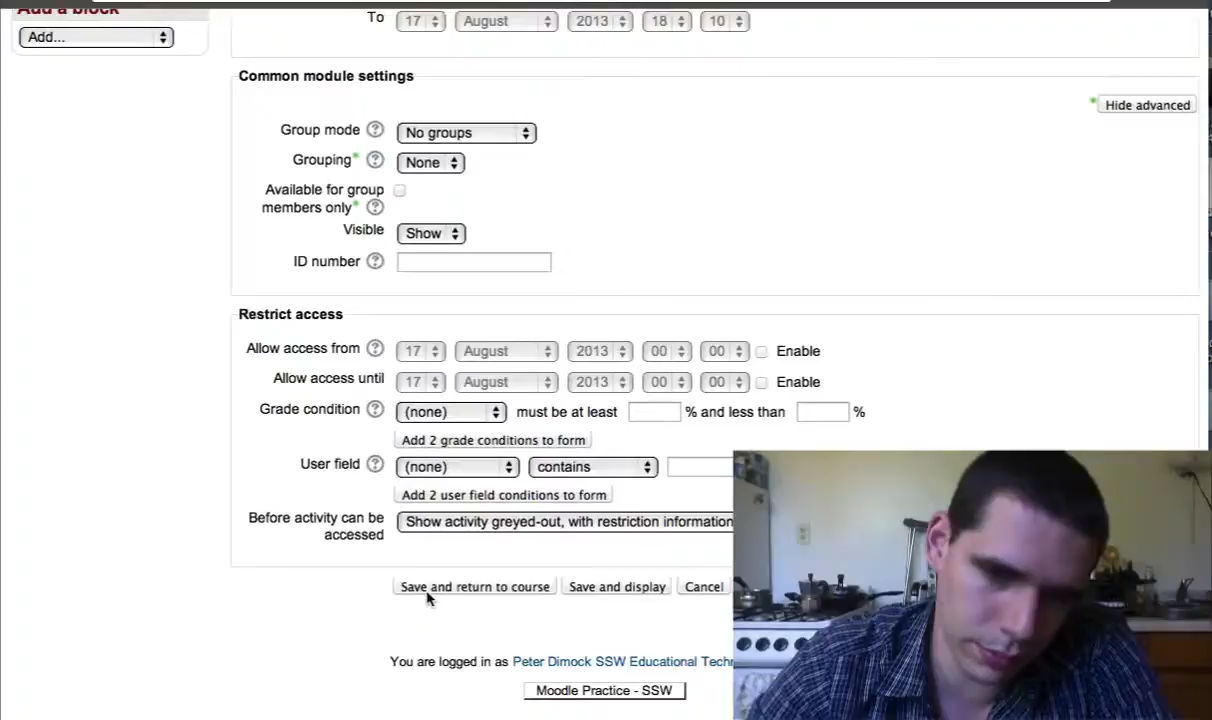 Add a block
Add...
To 17 August 2013 18 10
Common module settings
* Hide advanced
Group mode No groups
Grouping* None
Available for group
members only*
Visible Show
ID number
Restrict access
Allow access from 17 August 2013 00 00 Enable
Allow access until 17 August 2013 00 00 Enable
Grade condition (none) must be at least % and less than %
Add 2 grade conditions to form
User field (none) contains
Add 2 user field conditions to form
Before activity can be
accessed
Show activity greyed-out, with restriction information
Save and return to course Save and display Cancel
You are logged in as Peter Dimock SSW Educational
Moodle Practice - SSW